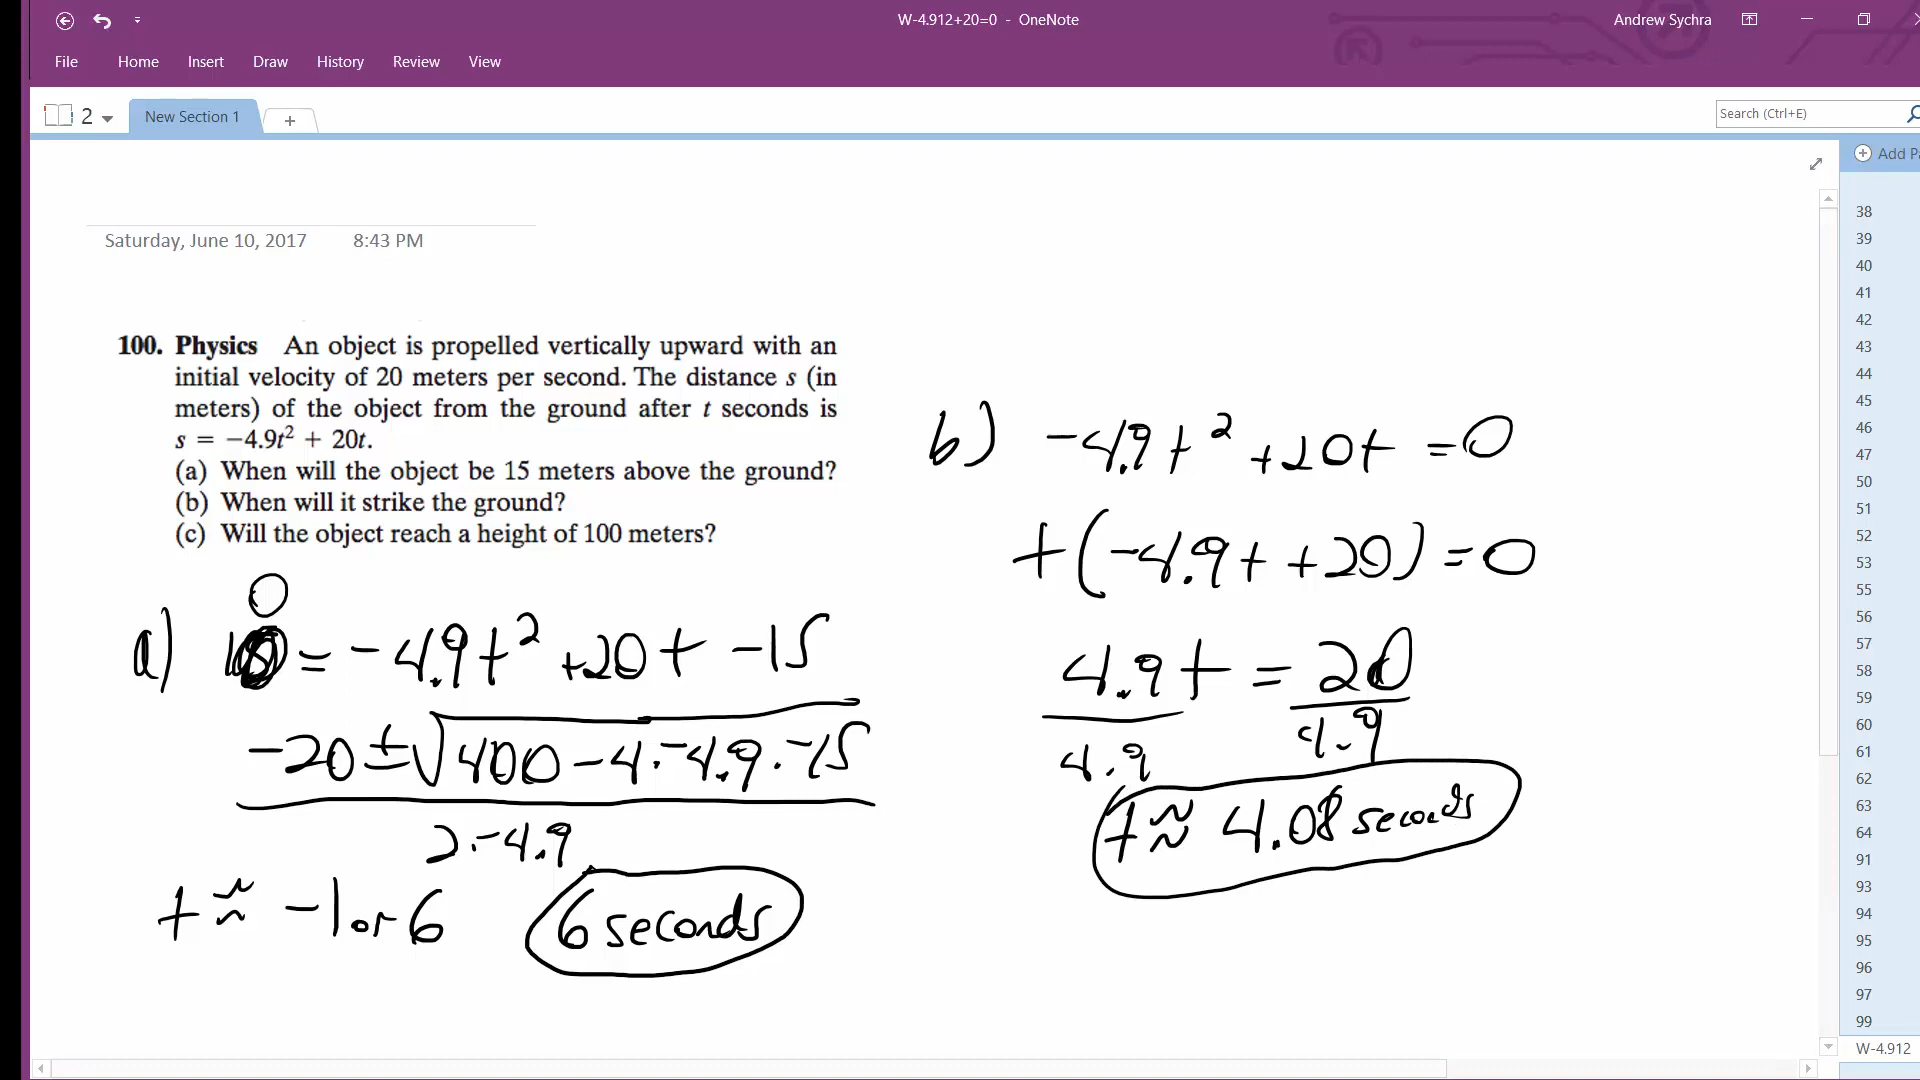 W-4.912+20=0 - OneNote
Andrew Sychra
File Home Insert Draw History Review View
2 New Section 1 +
Search (Ctrl+E)
Add Pa
Saturday, June 10, 2017 8:43 PM
100. Physics An object is propelled vertically upward with an
initial velocity of 20 meters per second. The distance s (in
meters) of the object from the ground after t seconds is
s = −4.9t² + 20t.
(a) When will the object be 15 meters above the ground?
(b) When will it strike the ground?
(c) Will the object reach a height of 100 meters?
a) 0 = -4.9t² +20t -15
-20 ± √400 -4·-4.9·-15
2·-4.9
t ≈ -1 or 6 6 seconds
b) -4.9t² +20t =0
t(-4.9t +20) =0
4.9t = 20
4.9 4.9
t ≈ 4.08 seconds
38
39
40
41
42
43
44
45
46
47
50
51
52
53
55
56
57
58
59
60
61
62
63
64
91
93
94
95
96
97
99
W-4.912